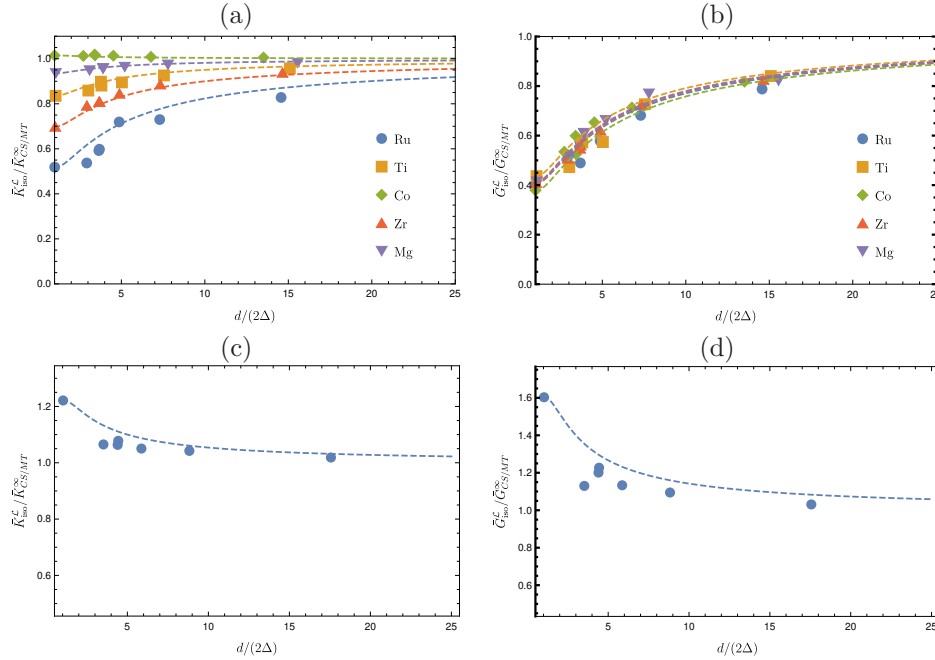 (a)
1.0
0.8
0.6
0.4
0.2
0.0
5 10 15 20 25
K̄ᴸ_iso/K̄^∞_CS/MT
d/(2Δ)
Ru
Ti
Co
Zr
Mg
(b)
1.0
0.8
0.6
0.4
0.2
0.0
5 10 15 20 25
Ḡᴸ_iso/Ḡ^∞_CS/MT
d/(2Δ)
Ru
Ti
Co
Zr
Mg
(c)
1.2
1.0
0.8
0.6
5 10 15 20 25
K̄ᴸ_iso/K̄^∞_CS/MT
d/(2Δ)
(d)
1.6
1.4
1.2
1.0
0.8
0.6
5 10 15 20 25
Ḡᴸ_iso/Ḡ^∞_CS/MT
d/(2Δ)